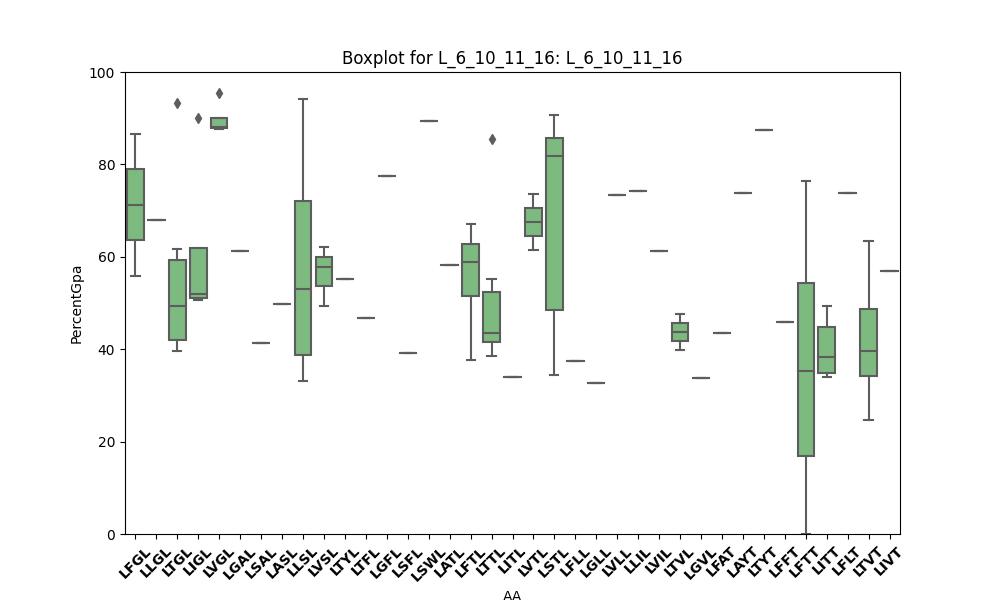 Boxplot for L_6_10_11_16: L_6_10_11_16
100
80
60
40
20
0
PercentGpa
LFGL LLGL LTGL LIGL LVGL LGAL LSAL LASL LLSL LVSL LTYL LTFL LGFL LSFL LSWL LATL LFTL LTTL LITL LVTL LSTL LFLL LGLL LVLL LLIL LVIL LTVL LGVL LFAT LAYT LTYT LFFT LFTT LITT LFLT LTVT LIVT
AA